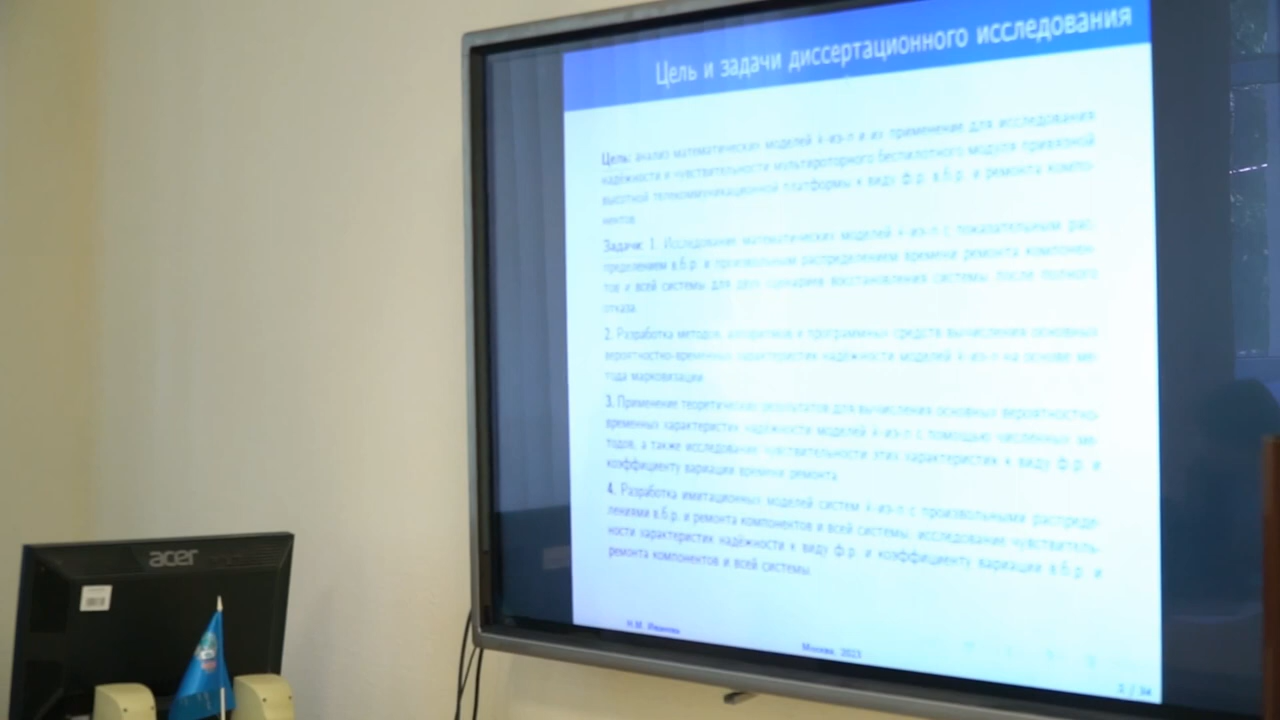 Цель и задачи диссертационного исследования
Цель: анализ математических моделей k-из-n и их применение для исследования
надёжности и чувствительности мультироторного беспилотного модуля привязной
высотной телекоммуникационной платформы к виду ф.р. в.б.р. и ремонта компо-
нентов.
Задачи: 1. Исследование математических моделей k-из-n с показательным рас-
пределением в.б.р. и произвольным распределением времени ремонта компонен-
тов и всей системы для двух сценариев восстановления системы после полного
отказа.
2. Разработка методов, алгоритмов и программных средств вычисления основных
вероятностно-временных характеристик надёжности моделей k-из-n на основе ме-
тода марковизации.
3. Применение теоретических результатов для вычисления основных вероятностно-
временных характеристик надёжности моделей k-из-n с помощью численных ме-
тодов, а также исследование чувствительности этих характеристик к виду ф.р. и
коэффициенту вариации времени ремонта.
4. Разработка имитационных моделей систем k-из-n с произвольными распреде-
лениями в.б.р. и ремонта компонентов и всей системы; исследование чувствитель-
ности характеристик надёжности к виду ф.р. и коэффициенту вариации в.б.р. и
ремонта компонентов и всей системы.
Н.М. Иванова
Москва, 2023
2 / 34
acer